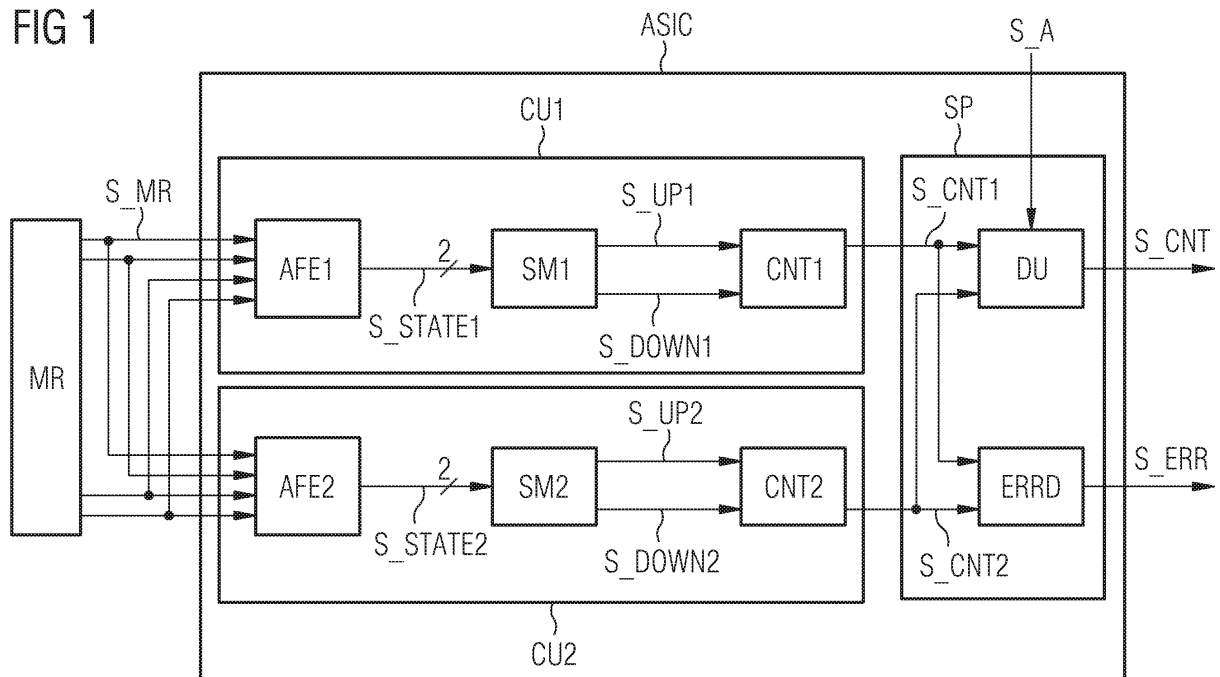 FIG 1
ASIC
S_A
CU1
SP
S_MR
S_UP1
S_CNT1
S_CNT
AFE1
2
SM1
CNT1
DU
S_STATE1
S_DOWN1
MR
S_UP2
S_ERR
AFE2
2
SM2
CNT2
ERRD
S_STATE2
S_DOWN2
S_CNT2
CU2